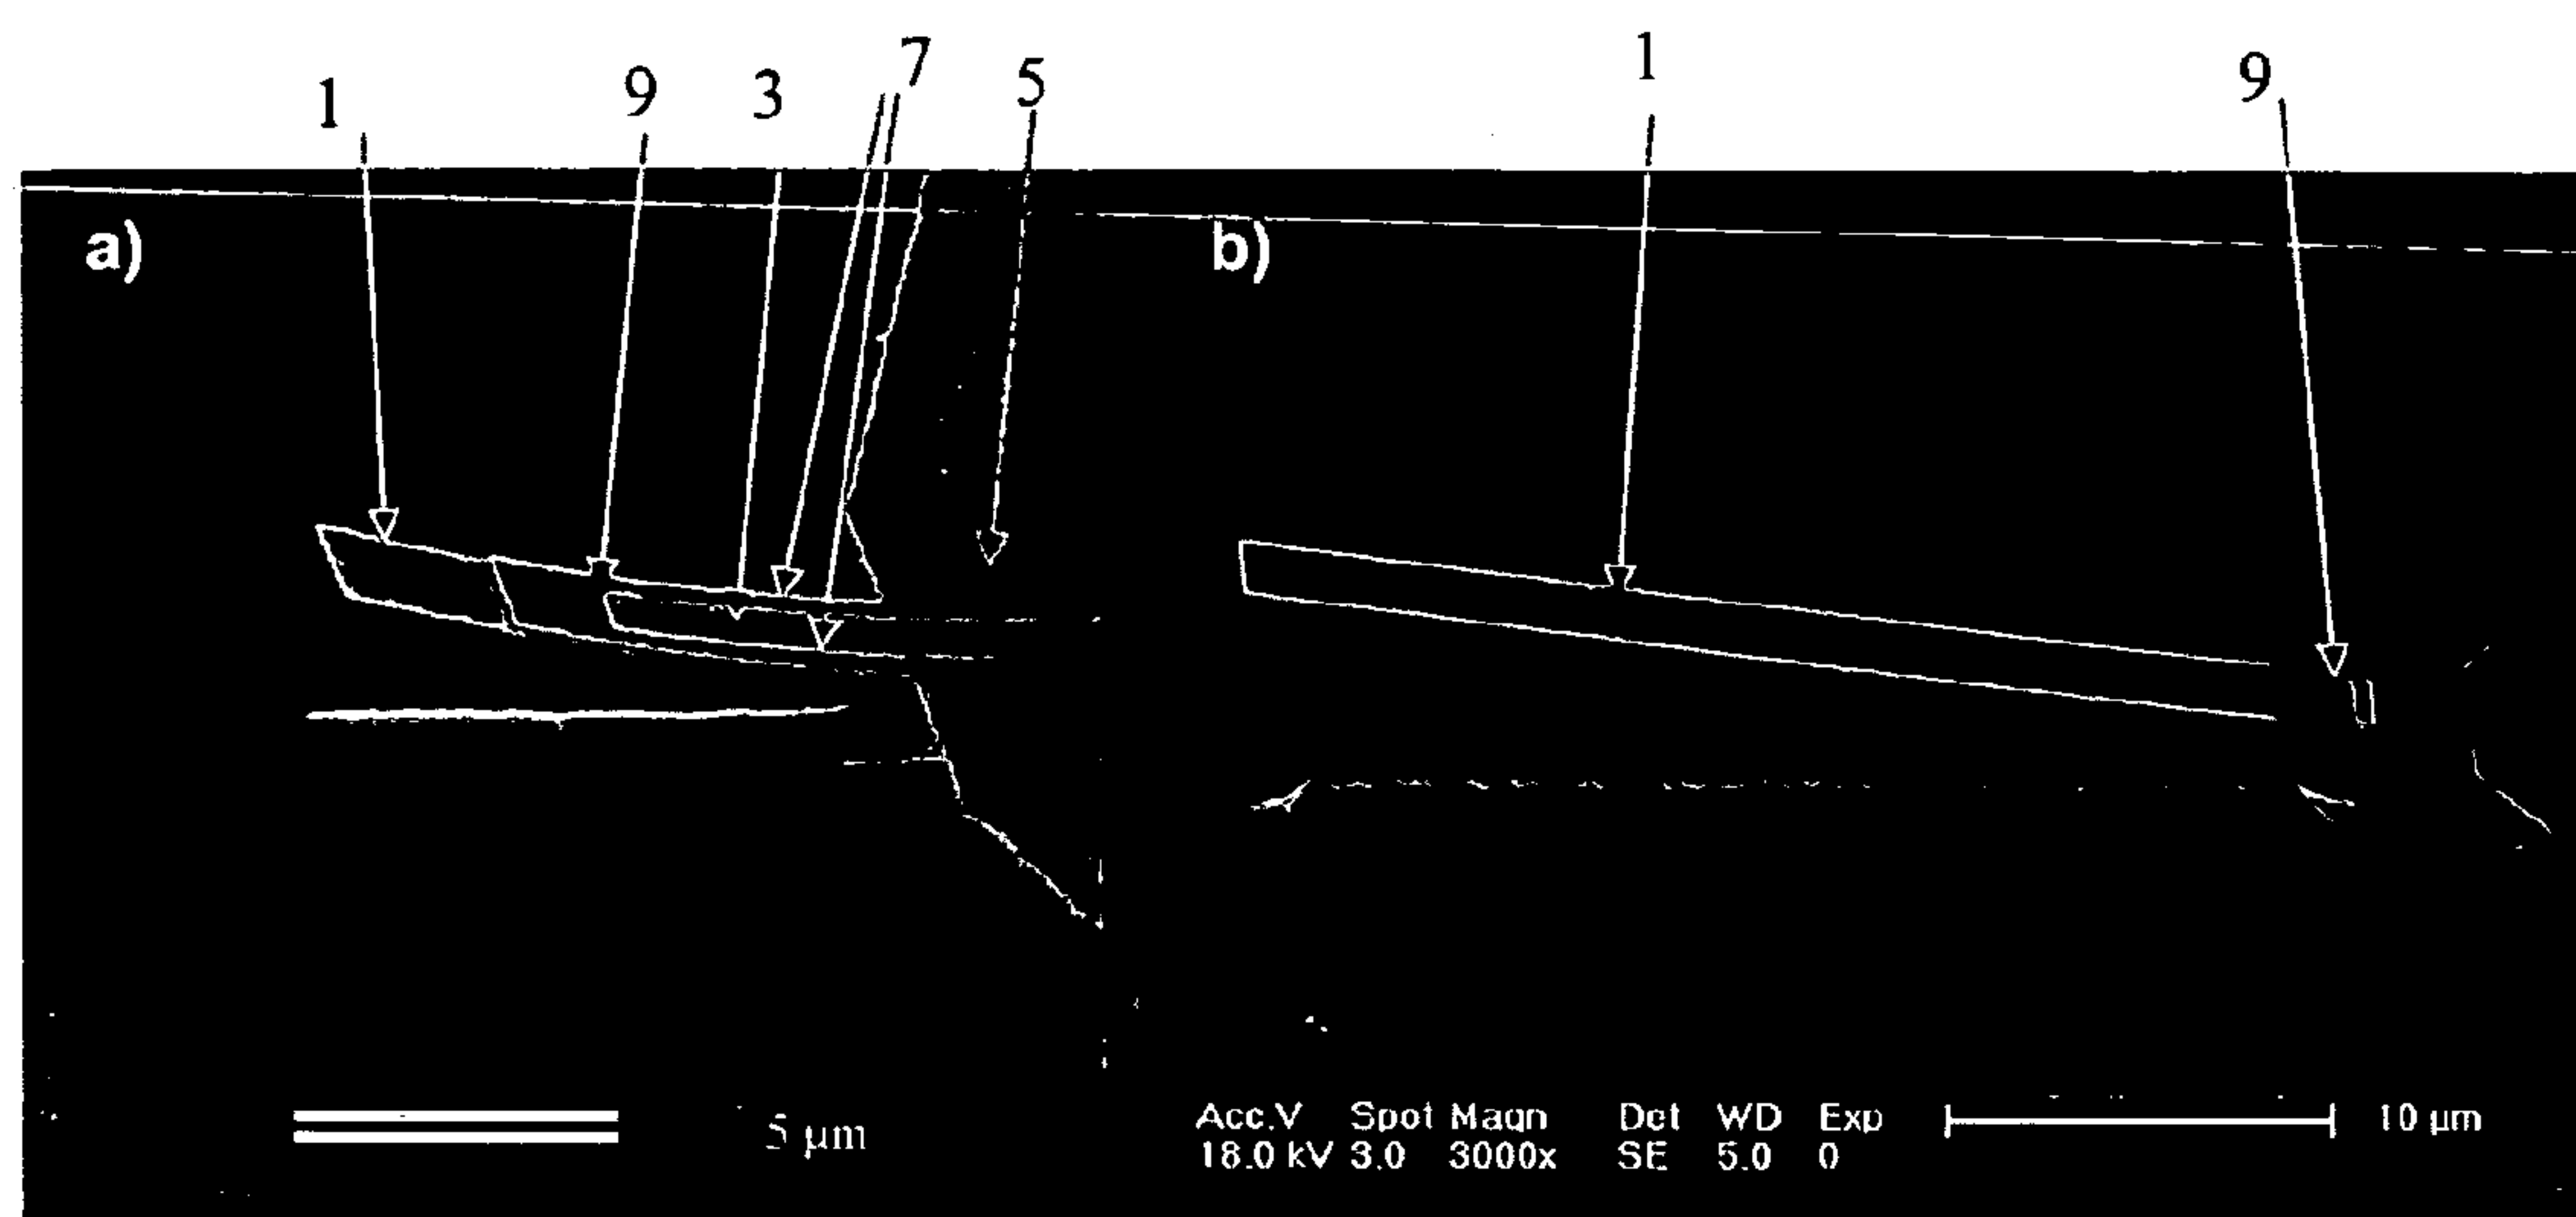 1 9 3 7 5
1 9
a)
b)
5 µm
Acc.V Spot Magn Det WD Exp
18.0 kV 3.0 3000x SE 5.0 0
10 µm